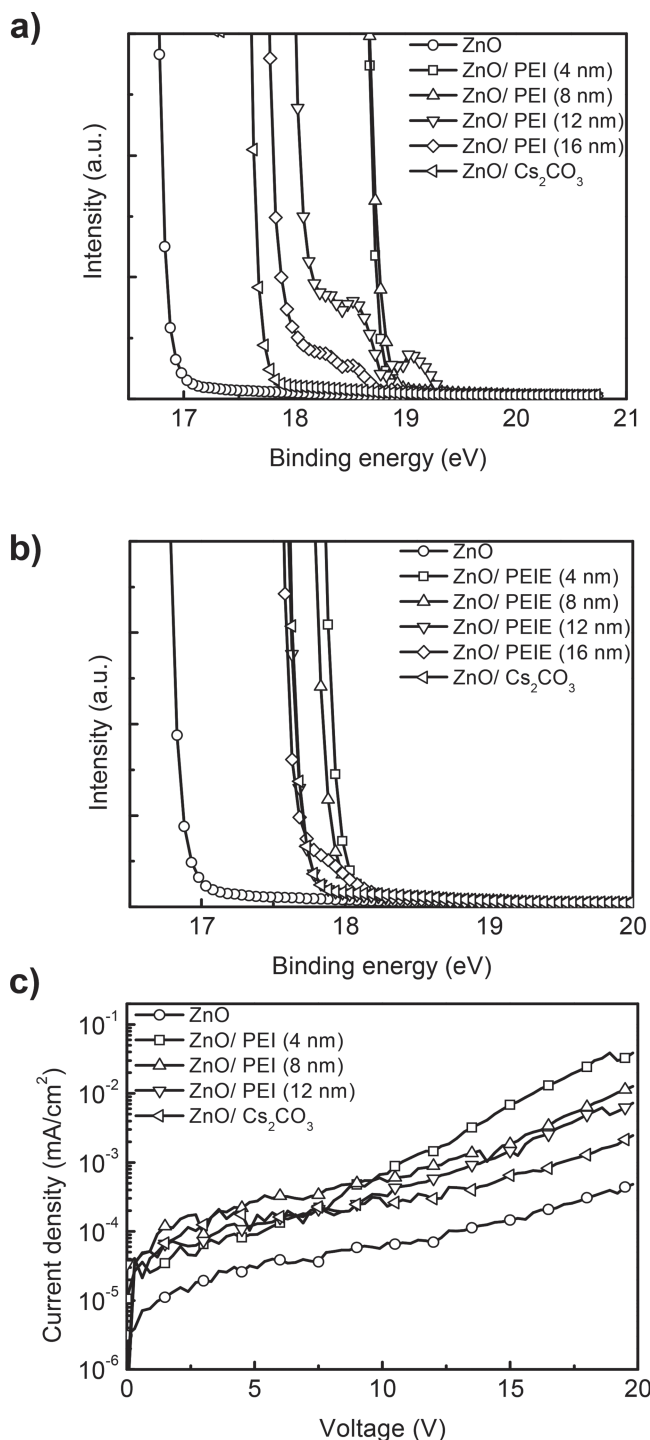 a)
Intensity (a.u.)
ZnO
ZnO/ PEI (4 nm)
ZnO/ PEI (8 nm)
ZnO/ PEI (12 nm)
ZnO/ PEI (16 nm)
ZnO/ Cs₂CO₃
17 18 19 20 21
Binding energy (eV)
b)
Intensity (a.u.)
ZnO
ZnO/ PEIE (4 nm)
ZnO/ PEIE (8 nm)
ZnO/ PEIE (12 nm)
ZnO/ PEIE (16 nm)
ZnO/ Cs₂CO₃
17 18 19 20
Binding energy (eV)
c)
Current density (mA/cm²)
10⁻¹
10⁻²
10⁻³
10⁻⁴
10⁻⁵
10⁻⁶
ZnO
ZnO/ PEI (4 nm)
ZnO/ PEI (8 nm)
ZnO/ PEI (12 nm)
ZnO/ Cs₂CO₃
0 5 10 15 20
Voltage (V)